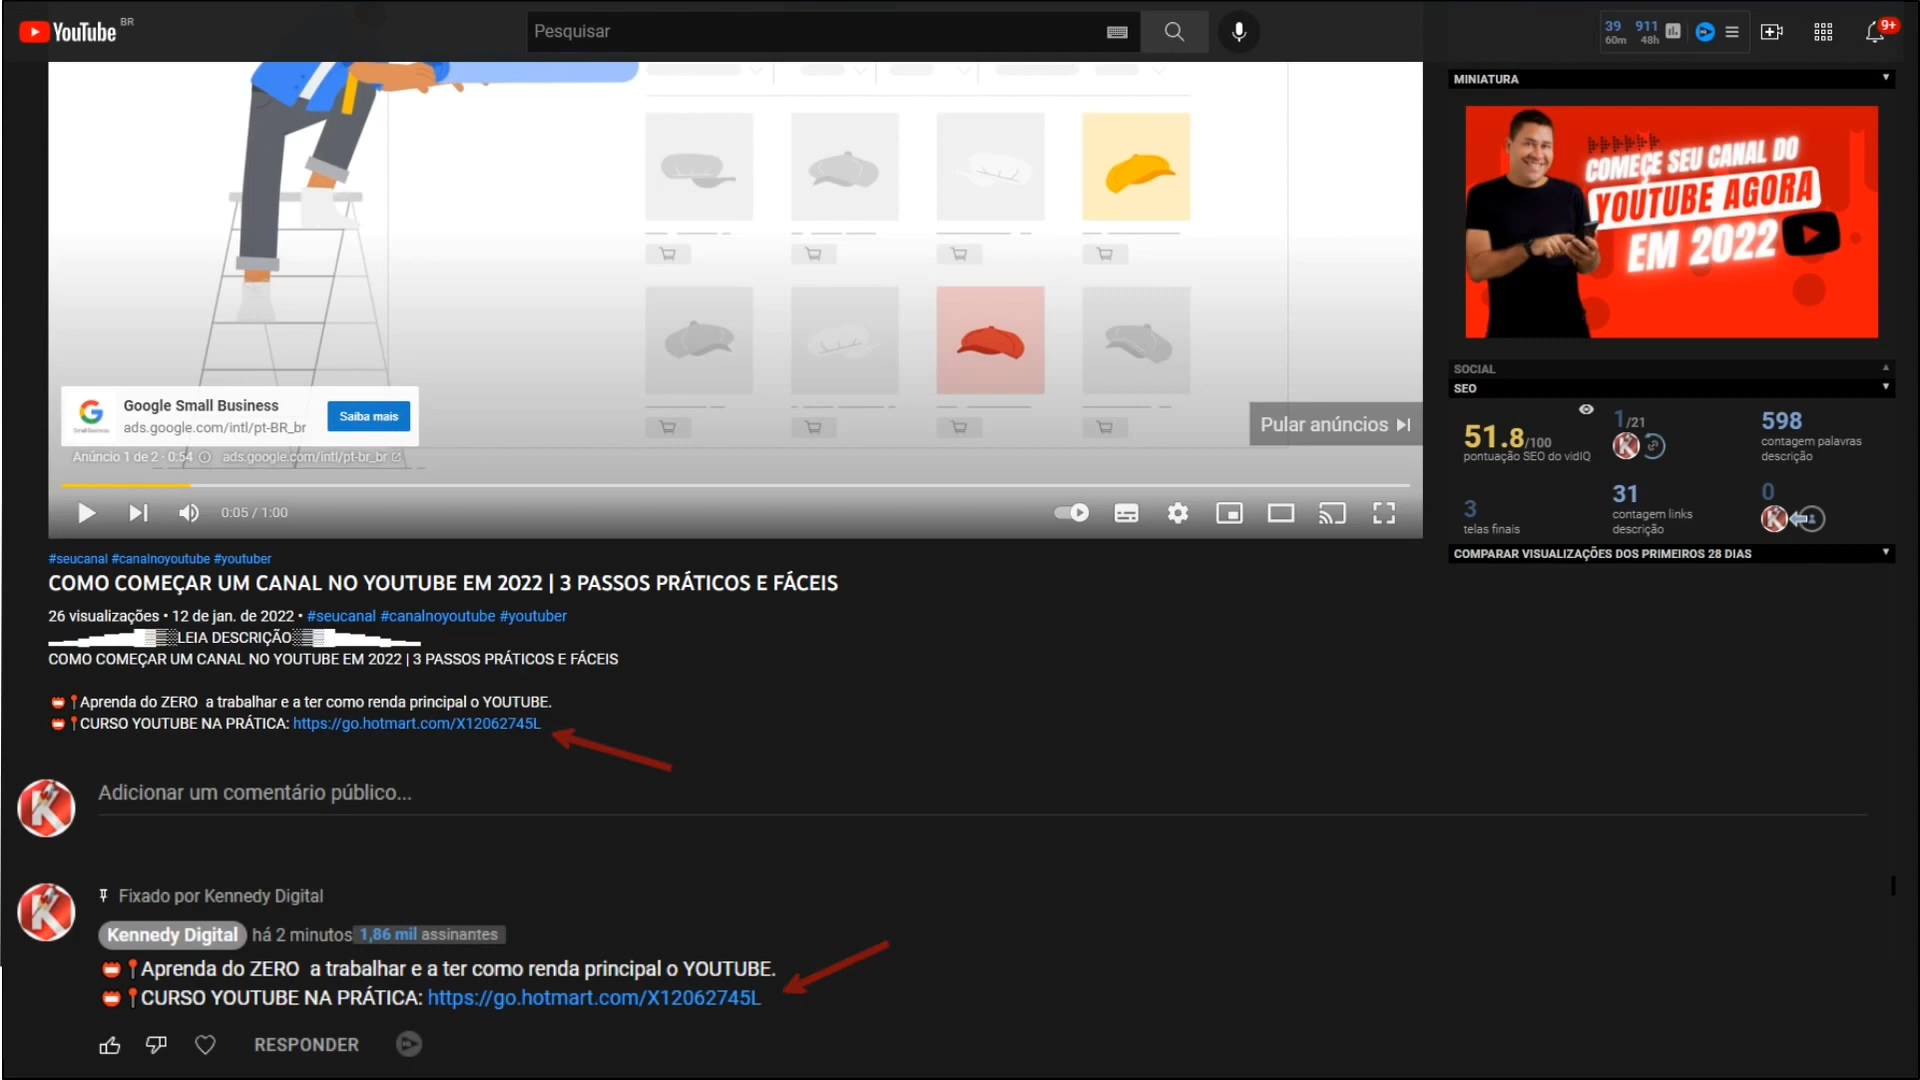 YouTube BR
Pesquisar
39 911
60m 48h
9+
MINIATURA
COMEÇE SEU CANAL DO
YOUTUBE AGORA
EM 2022
SOCIAL
SEO
51.8/100
pontuação SEO do vidIQ
1/21
598
contagem palavras
descrição
3
telas finais
31
contagem links
descrição
0
COMPARAR VISUALIZAÇÕES DOS PRIMEIROS 28 DIAS
Google Small Business
ads.google.com/intl/pt-BR_br
Saiba mais
Pular anúncios
Anúncio 1 de 2 · 0:54 ads.google.com/intl/pt-br_br
0:05 / 1:00
#seucanal #canalnoyoutube #youtuber
COMO COMEÇAR UM CANAL NO YOUTUBE EM 2022 | 3 PASSOS PRÁTICOS E FÁCEIS
26 visualizações • 12 de jan. de 2022 • #seucanal #canalnoyoutube #youtuber
LEIA DESCRIÇÃO
COMO COMEÇAR UM CANAL NO YOUTUBE EM 2022 | 3 PASSOS PRÁTICOS E FÁCEIS
Aprenda do ZERO a trabalhar e a ter como renda principal o YOUTUBE.
CURSO YOUTUBE NA PRÁTICA: https://go.hotmart.com/X12062745L
Adicionar um comentário público...
Fixado por Kennedy Digital
Kennedy Digital há 2 minutos 1,86 mil assinantes
Aprenda do ZERO a trabalhar e a ter como renda principal o YOUTUBE.
CURSO YOUTUBE NA PRÁTICA: https://go.hotmart.com/X12062745L
RESPONDER